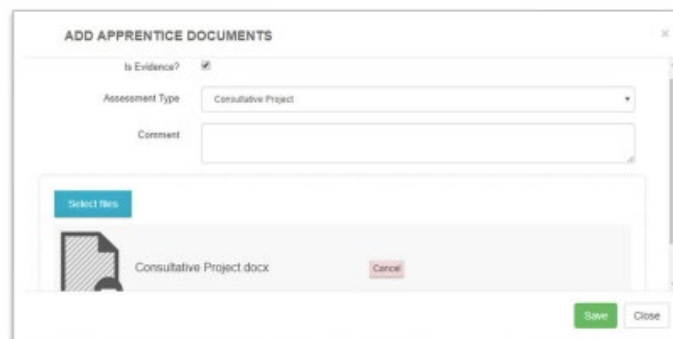 ADD APPRENTICE DOCUMENTS ×
Is Evidence?
Assessment Type Consultative Project
Comment
Select files
Consultative Project.docx Cancel
Save Close